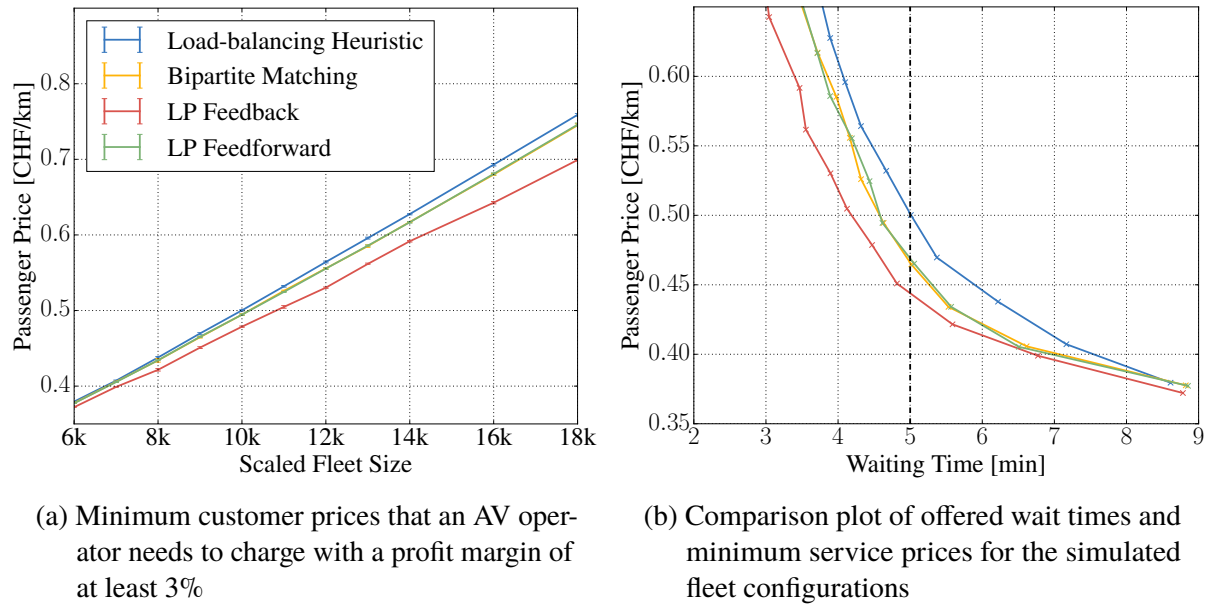 Load-balancing Heuristic
Bipartite Matching
LP Feedback
LP Feedforward
Passenger Price [CHF/km]
0.8
0.7
0.6
0.5
0.4
6k 8k 10k 12k 14k 16k 18k
Scaled Fleet Size
Passenger Price [CHF/km]
0.60
0.55
0.50
0.45
0.40
0.35
2 3 4 5 6 7 8 9
Waiting Time [min]
(a) Minimum customer prices that an AV oper-
ator needs to charge with a profit margin of
at least 3%
(b) Comparison plot of offered wait times and
minimum service prices for the simulated
fleet configurations